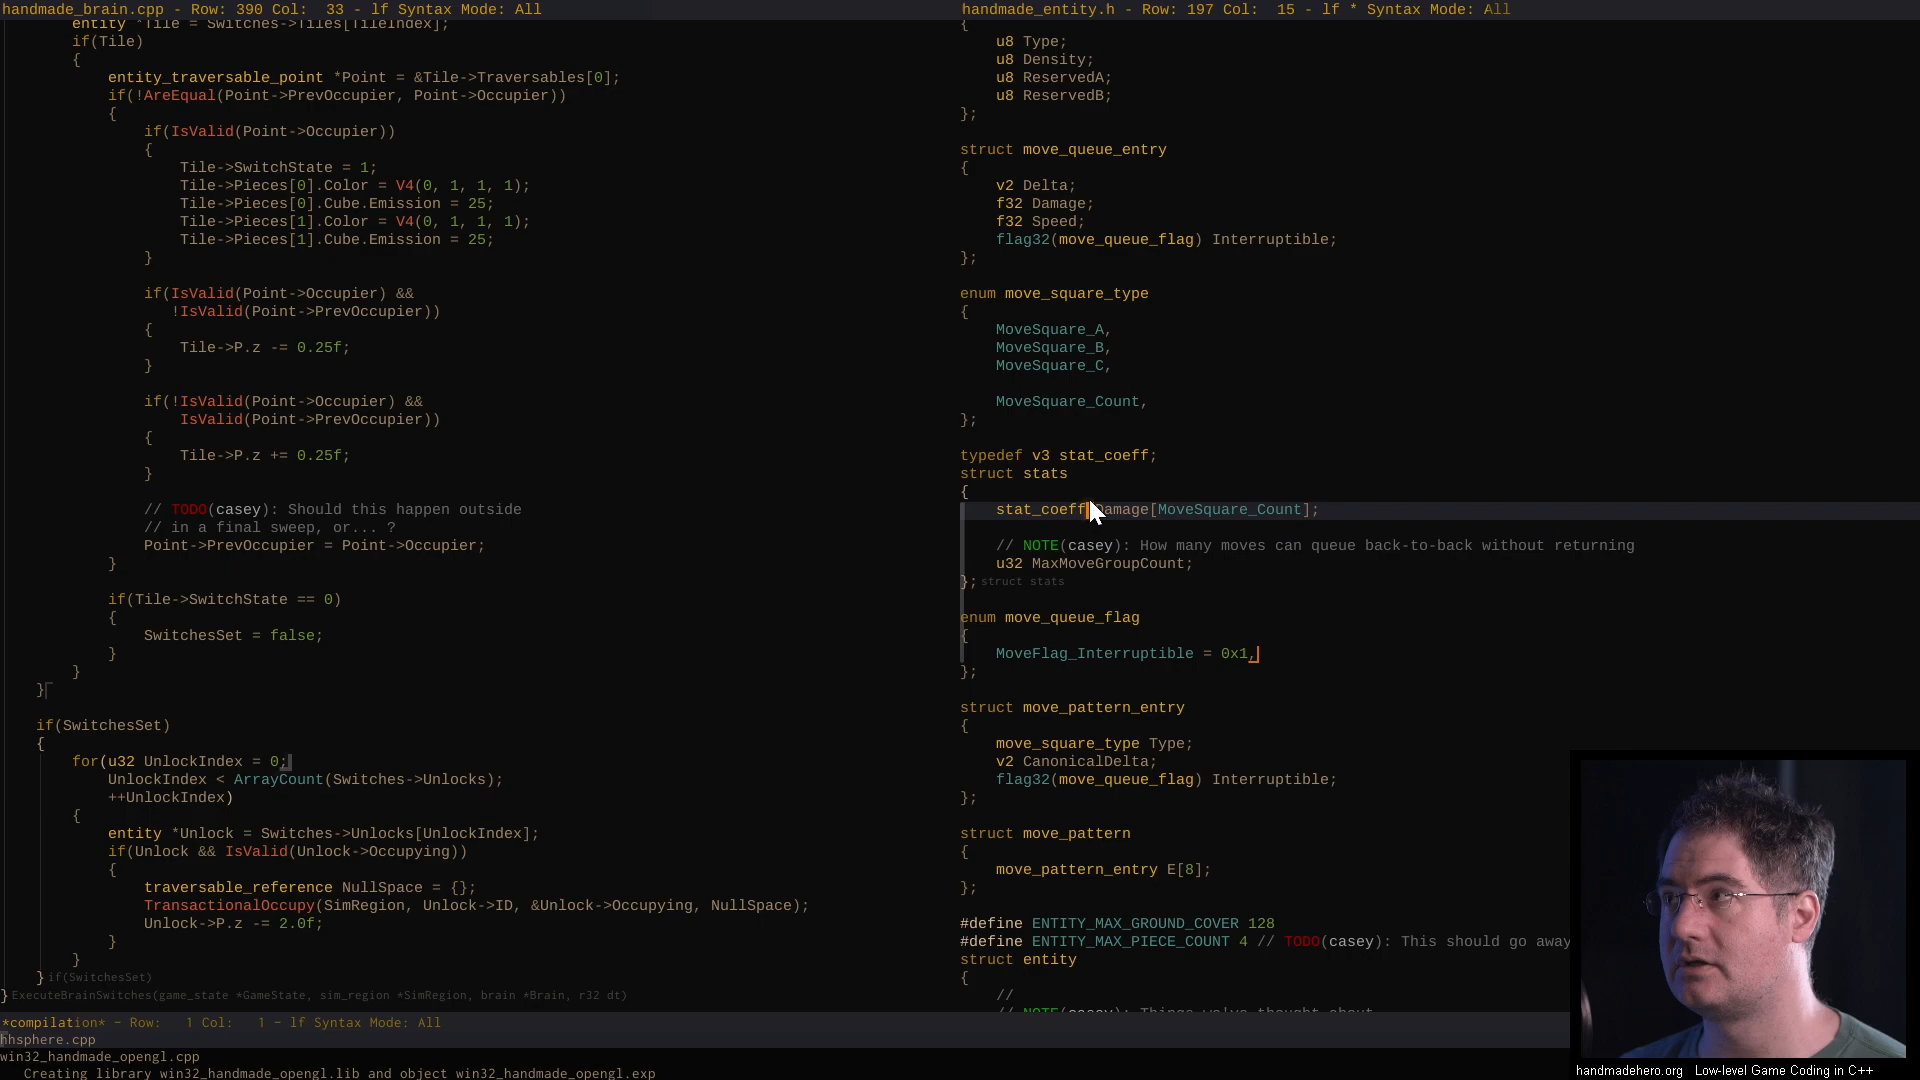 handmade_brain.cpp - Row: 390 Col:  33 - lf Syntax Mode: All
entity *Tile = Switches->Tiles[TileIndex];
if(Tile)
{
entity_traversable_point *Point = &Tile->Traversables[0];
if(!AreEqual(Point->PrevOccupier, Point->Occupier))
{
if(IsValid(Point->Occupier))
{
Tile->SwitchState = 1;
Tile->Pieces[0].Color = V4(0, 1, 1, 1);
Tile->Pieces[0].Cube.Emission = 25;
Tile->Pieces[1].Color = V4(0, 1, 1, 1);
Tile->Pieces[1].Cube.Emission = 25;
}
if(IsValid(Point->Occupier) &&
!IsValid(Point->PrevOccupier))
{
Tile->P.z -= 0.25f;
}
if(!IsValid(Point->Occupier) &&
IsValid(Point->PrevOccupier))
{
Tile->P.z += 0.25f;
}
// TODO(casey): Should this happen outside
// in a final sweep, or... ?
Point->PrevOccupier = Point->Occupier;
}
if(Tile->SwitchState == 0)
{
SwitchesSet = false;
}
}
}
if(SwitchesSet)
{
for(u32 UnlockIndex = 0;
UnlockIndex < ArrayCount(Switches->Unlocks);
++UnlockIndex)
{
entity *Unlock = Switches->Unlocks[UnlockIndex];
if(Unlock && IsValid(Unlock->Occupying))
{
traversable_reference NullSpace = {};
TransactionalOccupy(SimRegion, Unlock->ID, &Unlock->Occupying, NullSpace);
Unlock->P.z -= 2.0f;
}
}
} if(SwitchesSet)
} ExecuteBrainSwitches(game_state *GameState, sim_region *SimRegion, brain *Brain, r32 dt)
handmade_entity.h - Row: 197 Col:  15 - lf * Syntax Mode: All
{
u8 Type;
u8 Density;
u8 ReservedA;
u8 ReservedB;
};
struct move_queue_entry
{
v2 Delta;
f32 Damage;
f32 Speed;
flag32(move_queue_flag) Interruptible;
};
enum move_square_type
{
MoveSquare_A,
MoveSquare_B,
MoveSquare_C,
MoveSquare_Count,
};
typedef v3 stat_coeff;
struct stats
{
stat_coeff Damage[MoveSquare_Count];
// NOTE(casey): How many moves can queue back-to-back without returning
u32 MaxMoveGroupCount;
}; struct stats
enum move_queue_flag
{
MoveFlag_Interruptible = 0x1,
};
struct move_pattern_entry
{
move_square_type Type;
v2 CanonicalDelta;
flag32(move_queue_flag) Interruptible;
};
struct move_pattern
{
move_pattern_entry E[8];
};
#define ENTITY_MAX_GROUND_COVER 128
#define ENTITY_MAX_PIECE_COUNT 4 // TODO(casey): This should go away
struct entity
{
//
// NOTE(casey): Things we've thought about
*compilation* - Row:   1 Col:   1 - lf Syntax Mode: All
hhsphere.cpp
win32_handmade_opengl.cpp
Creating library win32_handmade_opengl.lib and object win32_handmade_opengl.exp
handmadehero.org   Low-level Game Coding in C++